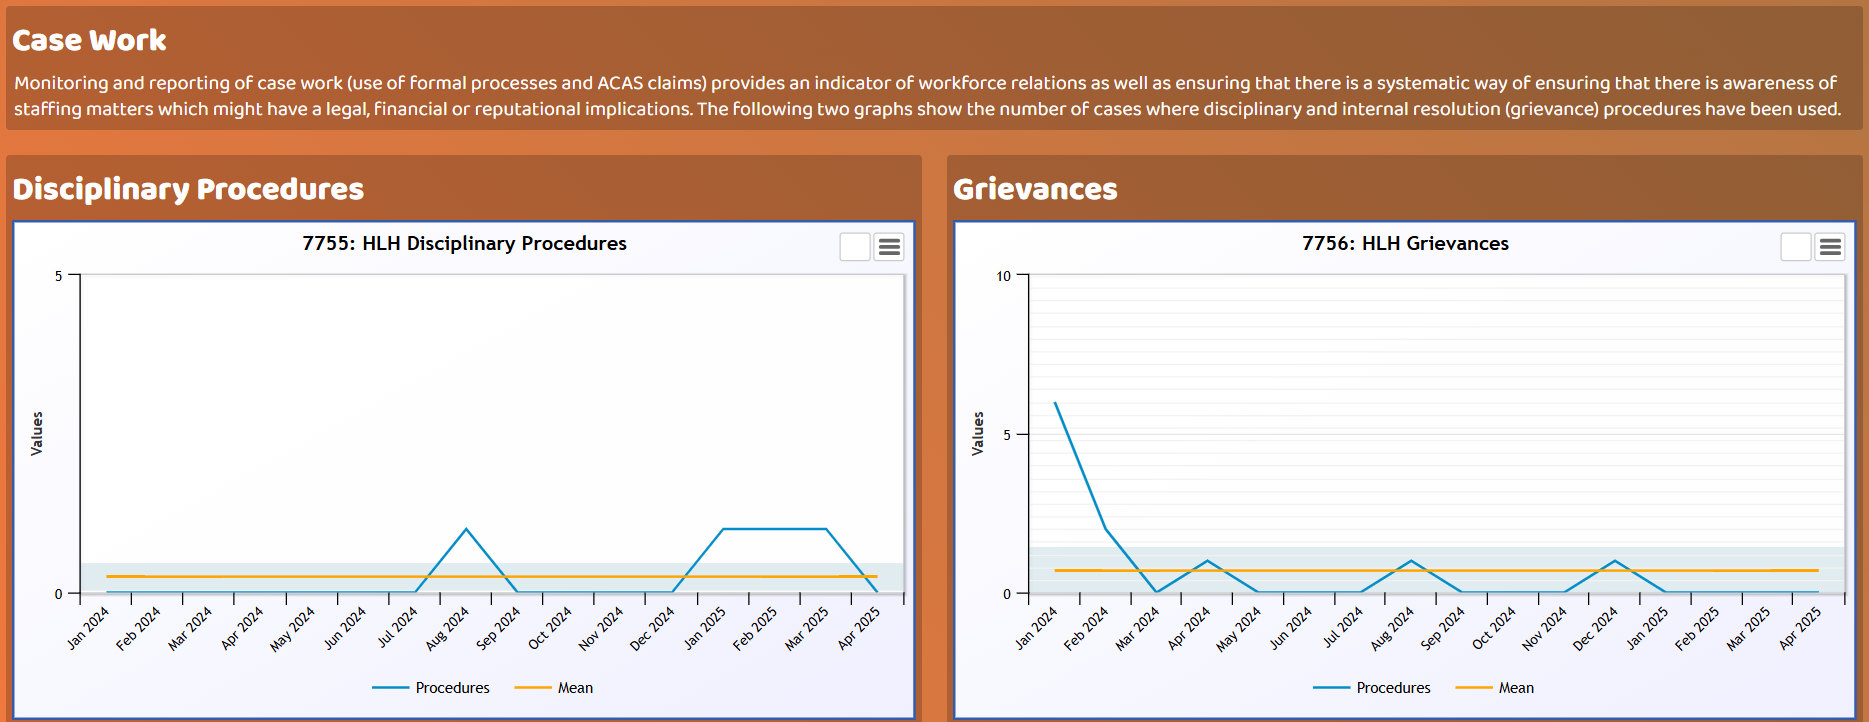 Case Work
Monitoring and reporting of case work (use of formal processes and ACAS claims) provides an indicator of workforce relations as well as ensuring that there is a systematic way of ensuring that there is awareness of
staffing matters which might have a legal, financial or reputational implications. The following two graphs show the number of cases where disciplinary and internal resolution (grievance) procedures have been used.
Disciplinary Procedures
7755: HLH Disciplinary Procedures
5
Values
0
Jan 2024
Feb 2024
Mar 2024
Apr 2024
May 2024
Jun 2024
Jul 2024
Aug 2024
Sep 2024
Oct 2024
Nov 2024
Dec 2024
Jan 2025
Feb 2025
Mar 2025
Apr 2025
Procedures Mean
Grievances
7756: HLH Grievances
10
5
Values
0
Jan 2024
Feb 2024
Mar 2024
Apr 2024
May 2024
Jun 2024
Jul 2024
Aug 2024
Sep 2024
Oct 2024
Nov 2024
Dec 2024
Jan 2025
Feb 2025
Mar 2025
Apr 2025
Procedures Mean